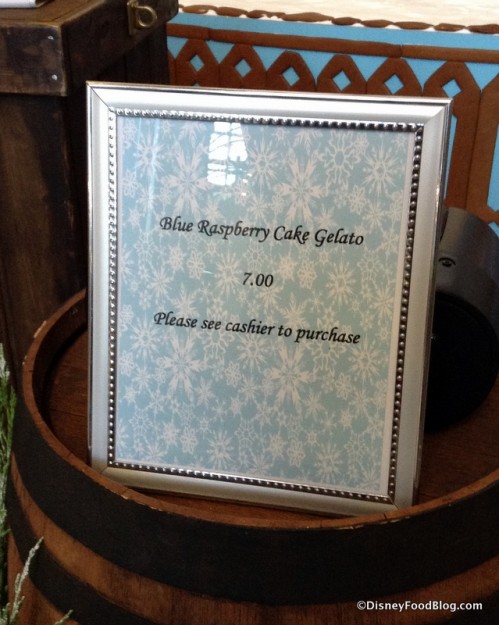 Blue Raspberry Cake Gelato
7.00
Please see cashier to purchase
©DisneyFoodBlog.com